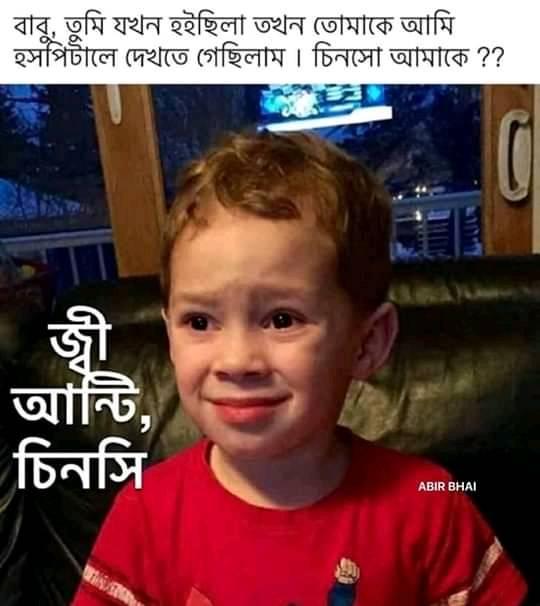 বাবু, তুমি যখন হইছিলা তখন তোমাকে আমি
হসপিটালে দেখতে গেছিলাম । চিনসো আমাকে ??
জ্বী
আন্টি,
চিনসি
ABIR BHAI